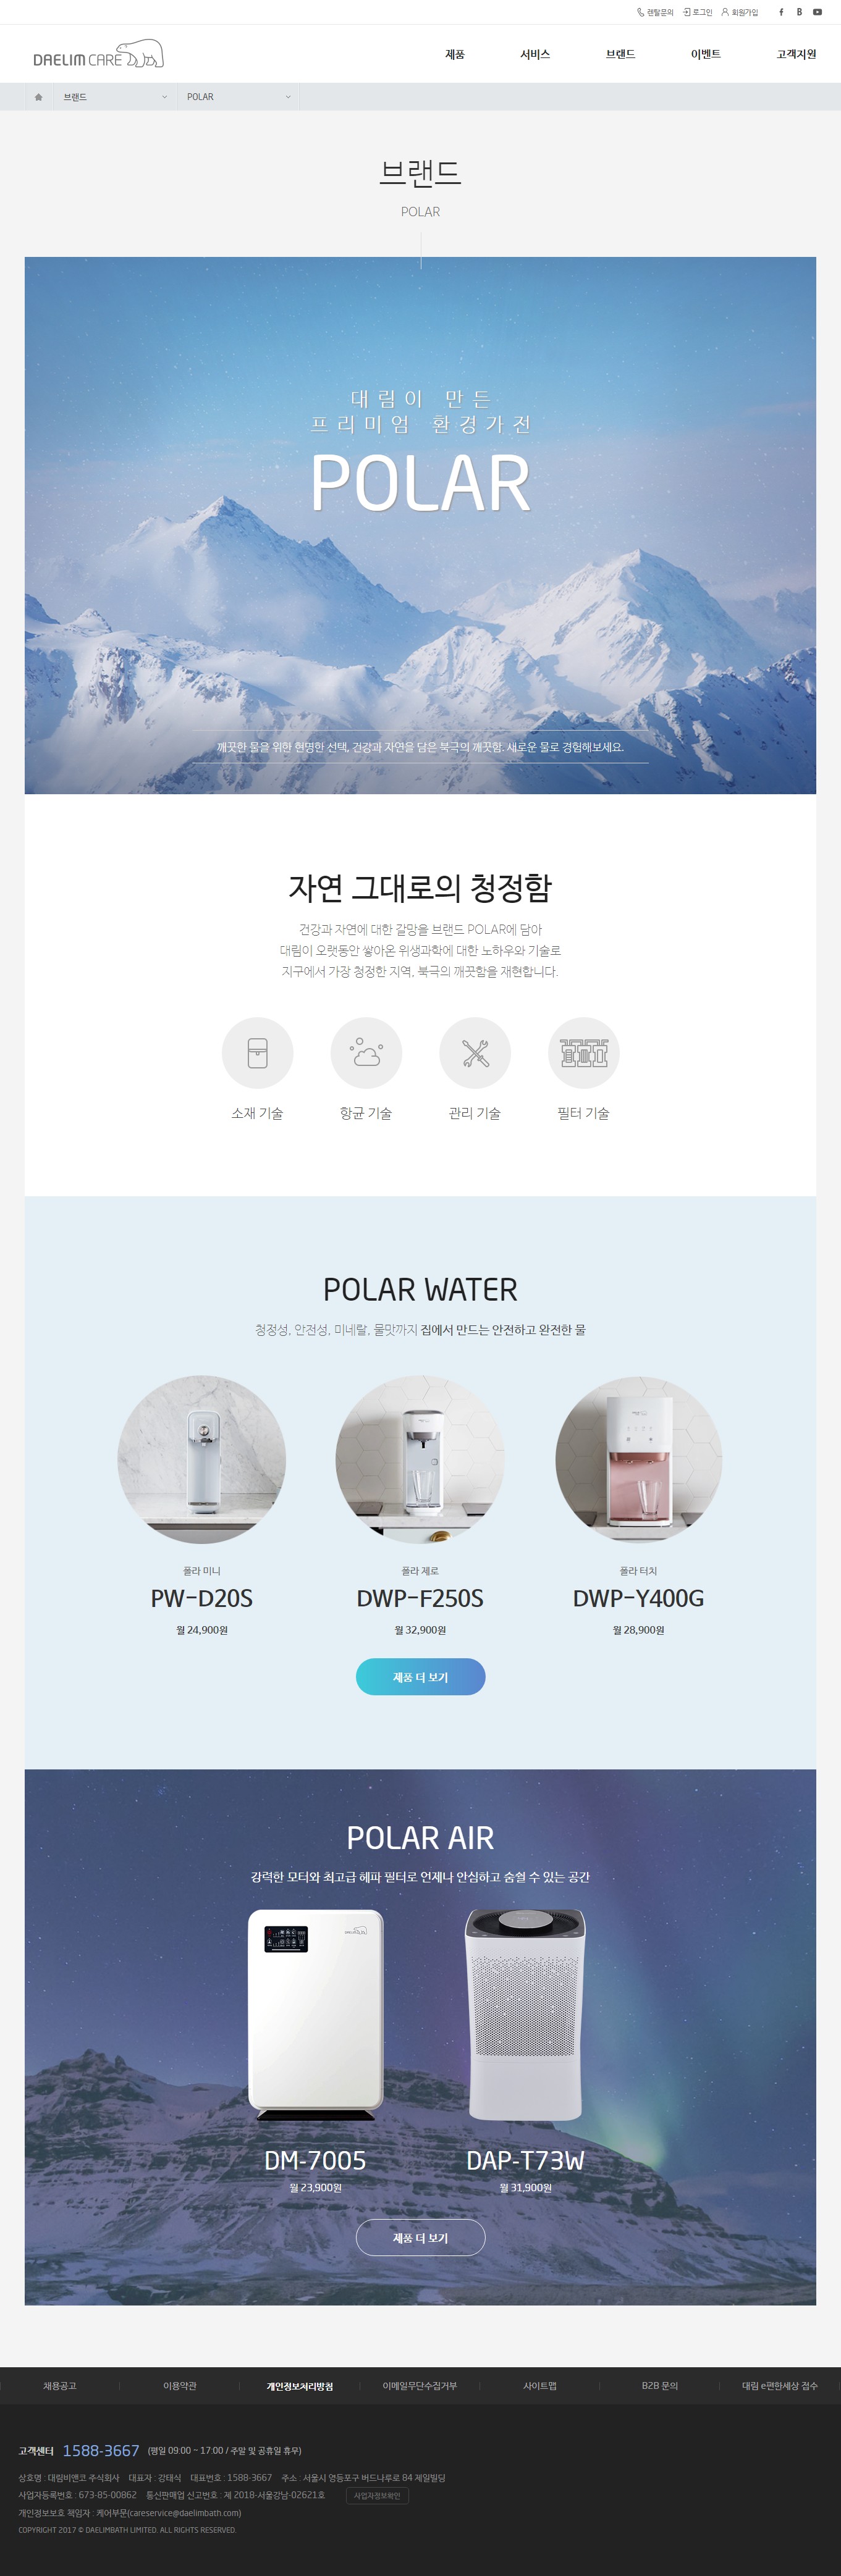 렌탈문의 로그인 회원가입
DAELIM CARE
제품 서비스 브랜드 이벤트 고객지원
브랜드 POLAR
브랜드
POLAR
대림이 만든
프리미엄 환경가전
POLAR
깨끗한 물을 위한 현명한 선택, 건강과 자연을 담은 북극의 깨끗함. 새로운 물로 경험해보세요.
자연 그대로의 청정함
건강과 자연에 대한 갈망을 브랜드 POLAR에 담아
대림이 오랫동안 쌓아온 위생과학에 대한 노하우와 기술로
지구에서 가장 청정한 지역, 북극의 깨끗함을 재현합니다.
소재 기술 항균 기술 관리 기술 필터 기술
POLAR WATER
청정성, 안전성, 미네랄, 물맛까지 집에서 만드는 안전하고 완전한 물
폴라 미니 폴라 제로 폴라 터치
PW-D20S DWP-F250S DWP-Y400G
월 24,900원 월 32,900원 월 28,900원
제품 더 보기
POLAR AIR
강력한 모터와 최고급 헤파 필터로 언제나 안심하고 숨쉴 수 있는 공간
DM-7005 DAP-T73W
월 23,900원 월 31,900원
제품 더 보기
채용공고 이용약관 개인정보처리방침 이메일무단수집거부 사이트맵 B2B 문의 대림 e편한세상 접수
고객센터 1588-3667 (평일 09:00 ~ 17:00 / 주말 및 공휴일 휴무)
상호명 : 대림비앤코 주식회사 대표자 : 강태식 대표번호 : 1588-3667 주소 : 서울시 영등포구 버드나루로 84 제일빌딩
사업자등록번호 : 673-85-00862 통신판매업 신고번호 : 제 2018-서울강남-02621호 사업자정보확인
개인정보보호 책임자 : 케어부문(careservice@daelimbath.com)
COPYRIGHT 2017 © DAELIMBATH LIMITED. ALL RIGHTS RESERVED.